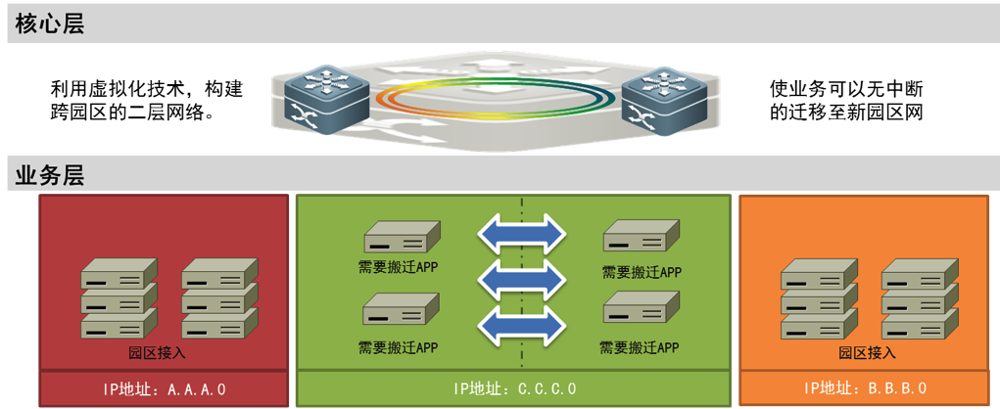 核心层
利用虚拟化技术，构建
跨园区的二层网络。
使业务可以无中断
的迁移至新园区网
业务层
需要搬迁APP
需要搬迁APP
需要搬迁APP
需要搬迁APP
园区接入
园区接入
IP地址：A.A.A.0
IP地址：C.C.C.0
IP地址：B.B.B.0